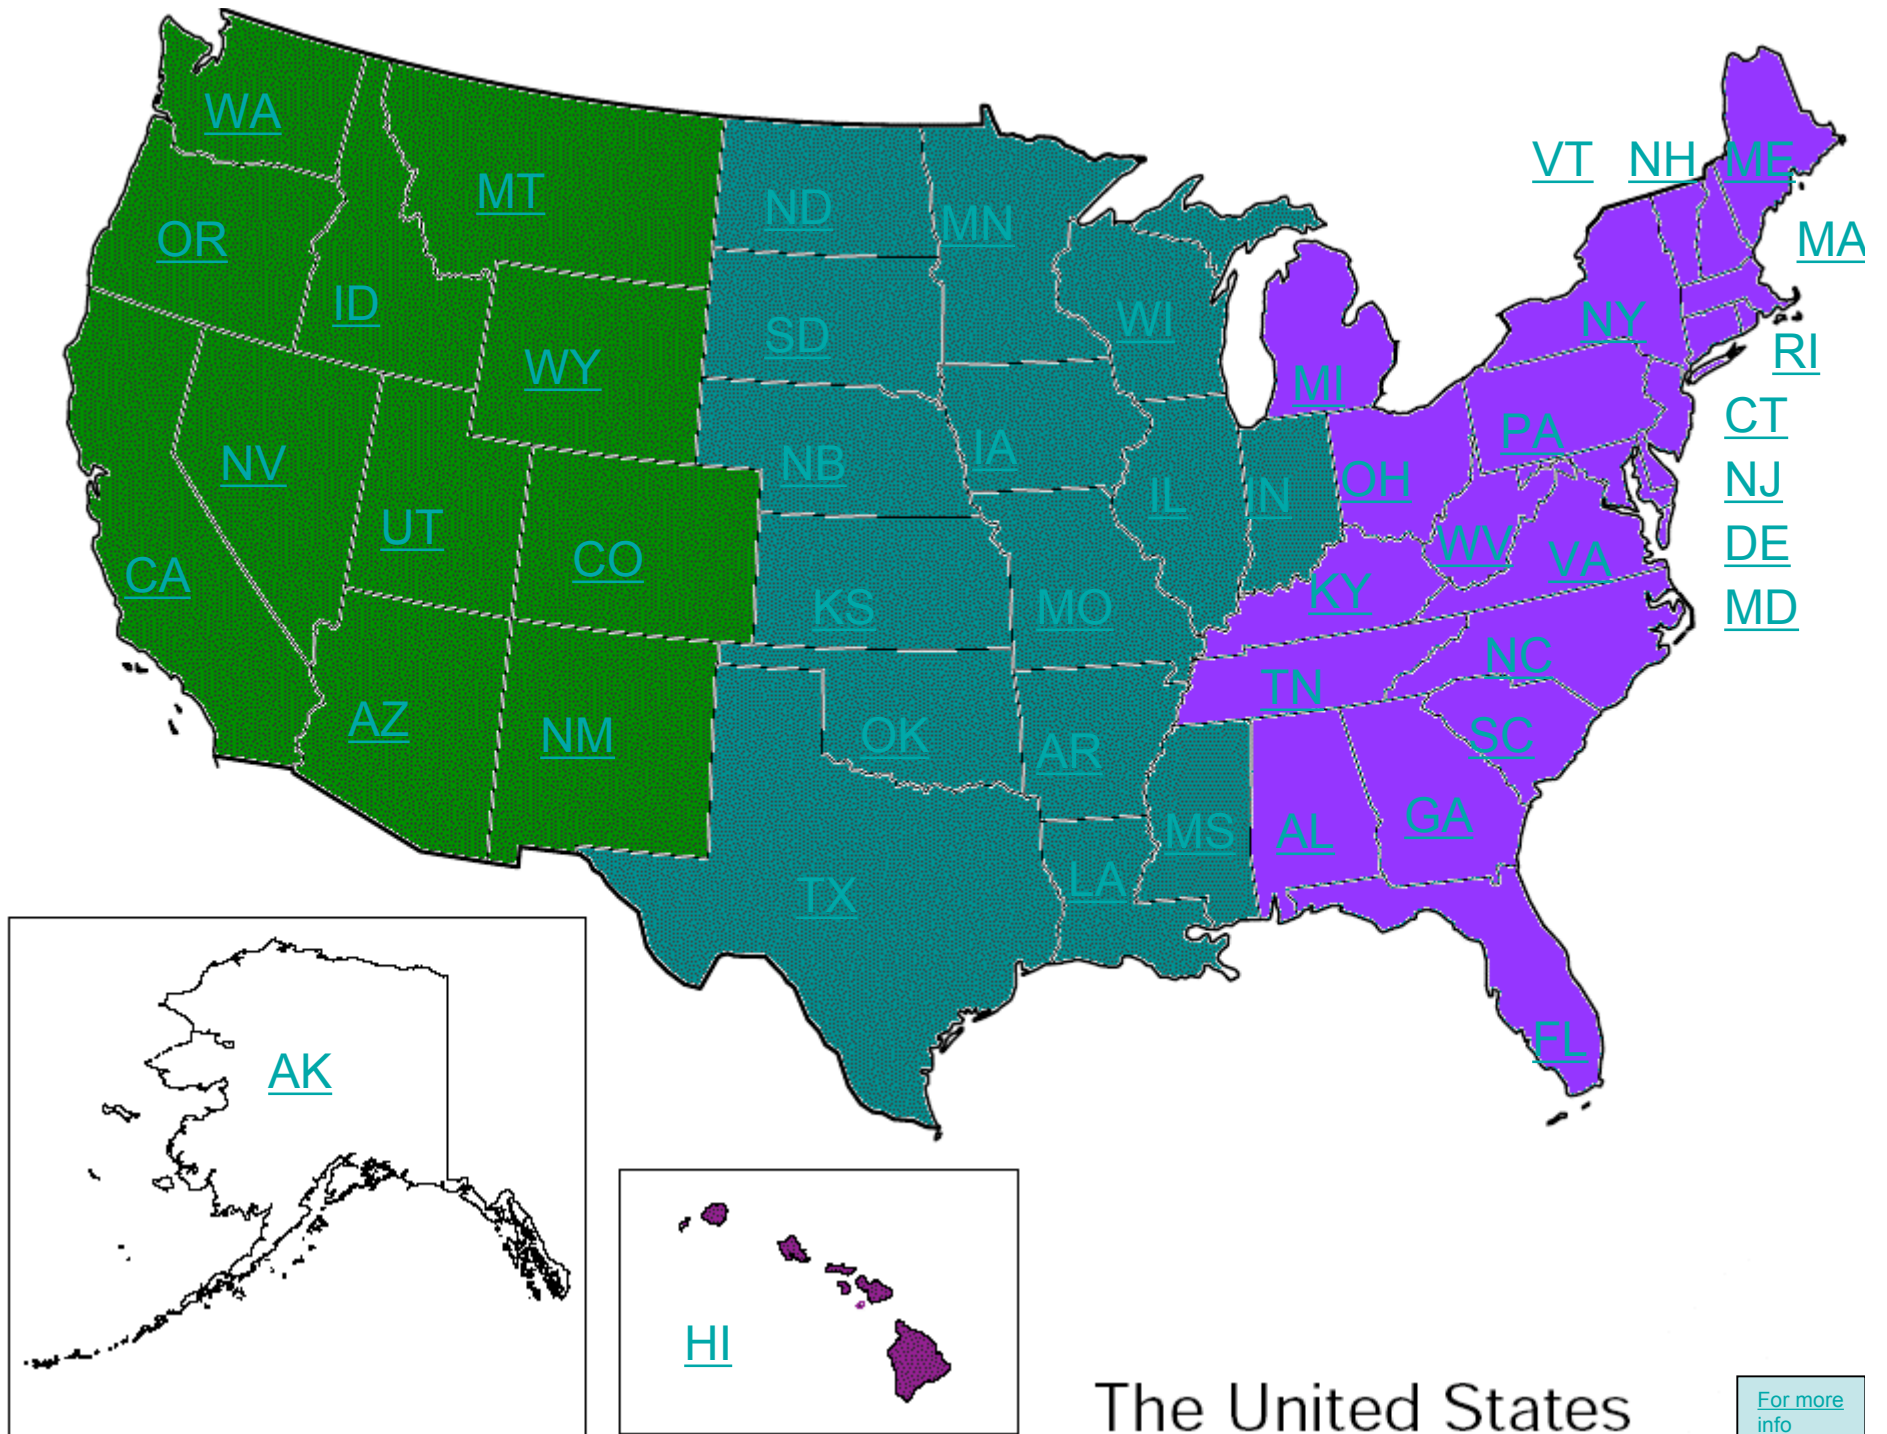 WA
VT NH ME
MT
ND
MN
OR
MA
ID
SD
WI
NY
RI
WY
MI
CT
NV
NB
IA
PA
NJ
UT
IL
IN
OH
CO
WV
VA
DE
CA
KS
MO
KY
MD
NC
TN
AZ
NM
OK
AR
SC
MS
AL
GA
TX
LA
FL
AK
HI
The United States
For more
info